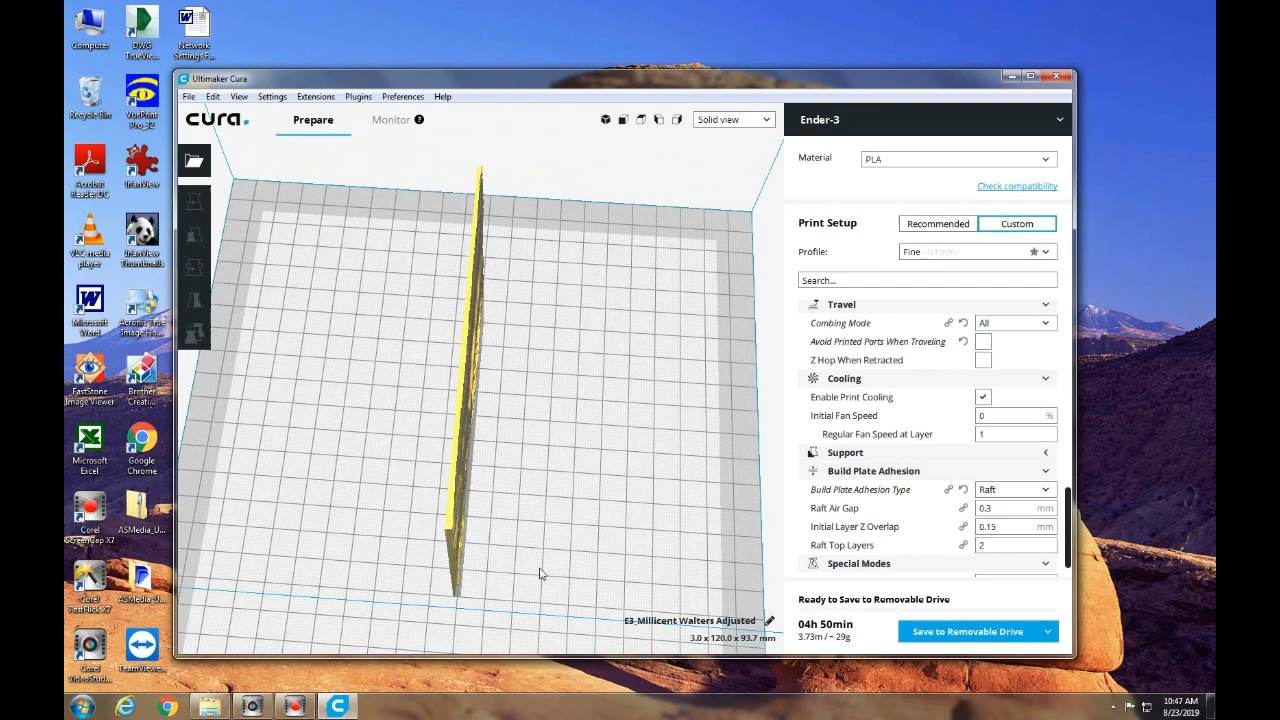 Computer
DWG TrueView...
Network Settings F...
Recycle Bin
VuePrint Pro_32
Acrobat Reader DC
IrfanView
VLC media player
IrfanView Thumbnails
Microsoft Word
Acronis True Image Ho...
FastStone Image Viewer
Brother Creati...
Microsoft Excel
Google Chrome
Corel ScreenCap X7
ASMedia_U...
Corel FastFlick X7
ASMedia_U...
Corel VideoStud...
TeamViewe...
Ultimaker Cura
File Edit View Settings Extensions Plugins Preferences Help
cura.
Prepare
Monitor ?
Solid view
Ender-3
Material PLA
Check compatibility
Print Setup Recommended Custom
Profile: Fine 0.1mm
Search...
Travel
Combing Mode All
Avoid Printed Parts When Traveling
Z Hop When Retracted
Cooling
Enable Print Cooling
Initial Fan Speed 0 %
Regular Fan Speed at Layer 1
Support
Build Plate Adhesion
Build Plate Adhesion Type Raft
Raft Air Gap 0.3 mm
Initial Layer Z Overlap 0.15 mm
Raft Top Layers 2
Special Modes
Ready to Save to Removable Drive
E3_Millicent Walters Adjusted
3.0 x 120.0 x 93.7 mm
04h 50min
3.73m / ~ 29g
Save to Removable Drive
10:47 AM
8/23/2019